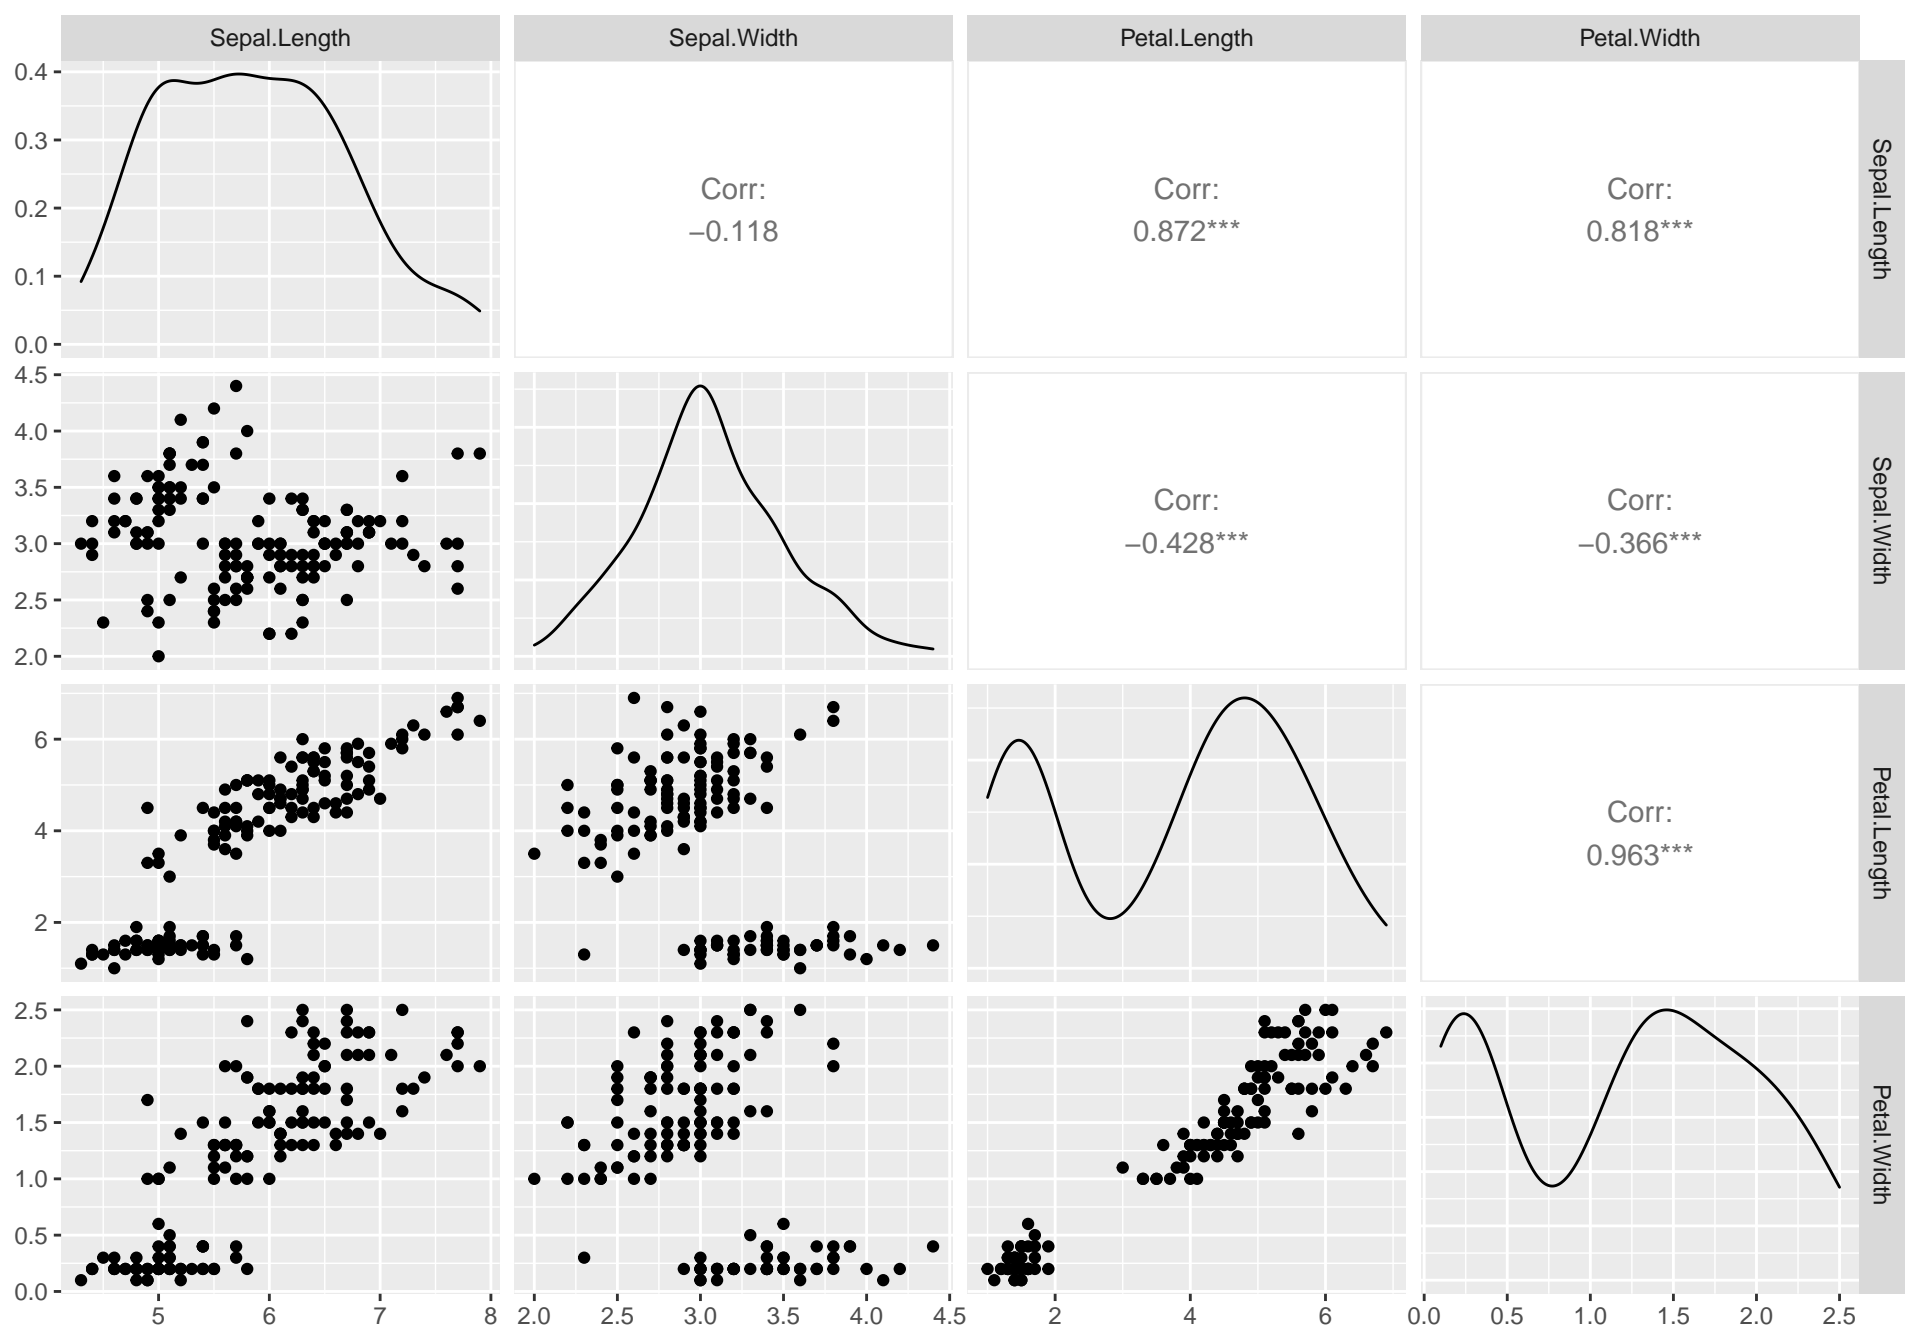 Sepal.Length
Sepal.Width
Petal.Length
Petal.Width
0.4
0.3
0.2
0.1
0.0
Corr:
−0.118
Corr:
0.872***
Corr:
0.818***
Sepal.Length
4.5
4.0
3.5
3.0
2.5
2.0
Corr:
−0.428***
Corr:
−0.366***
Sepal.Width
6
4
2
Corr:
0.963***
Petal.Length
2.5
2.0
1.5
1.0
0.5
0.0
Petal.Width
5 6 7 8
2.0 2.5 3.0 3.5 4.0 4.5
2 4 6
0.0 0.5 1.0 1.5 2.0 2.5